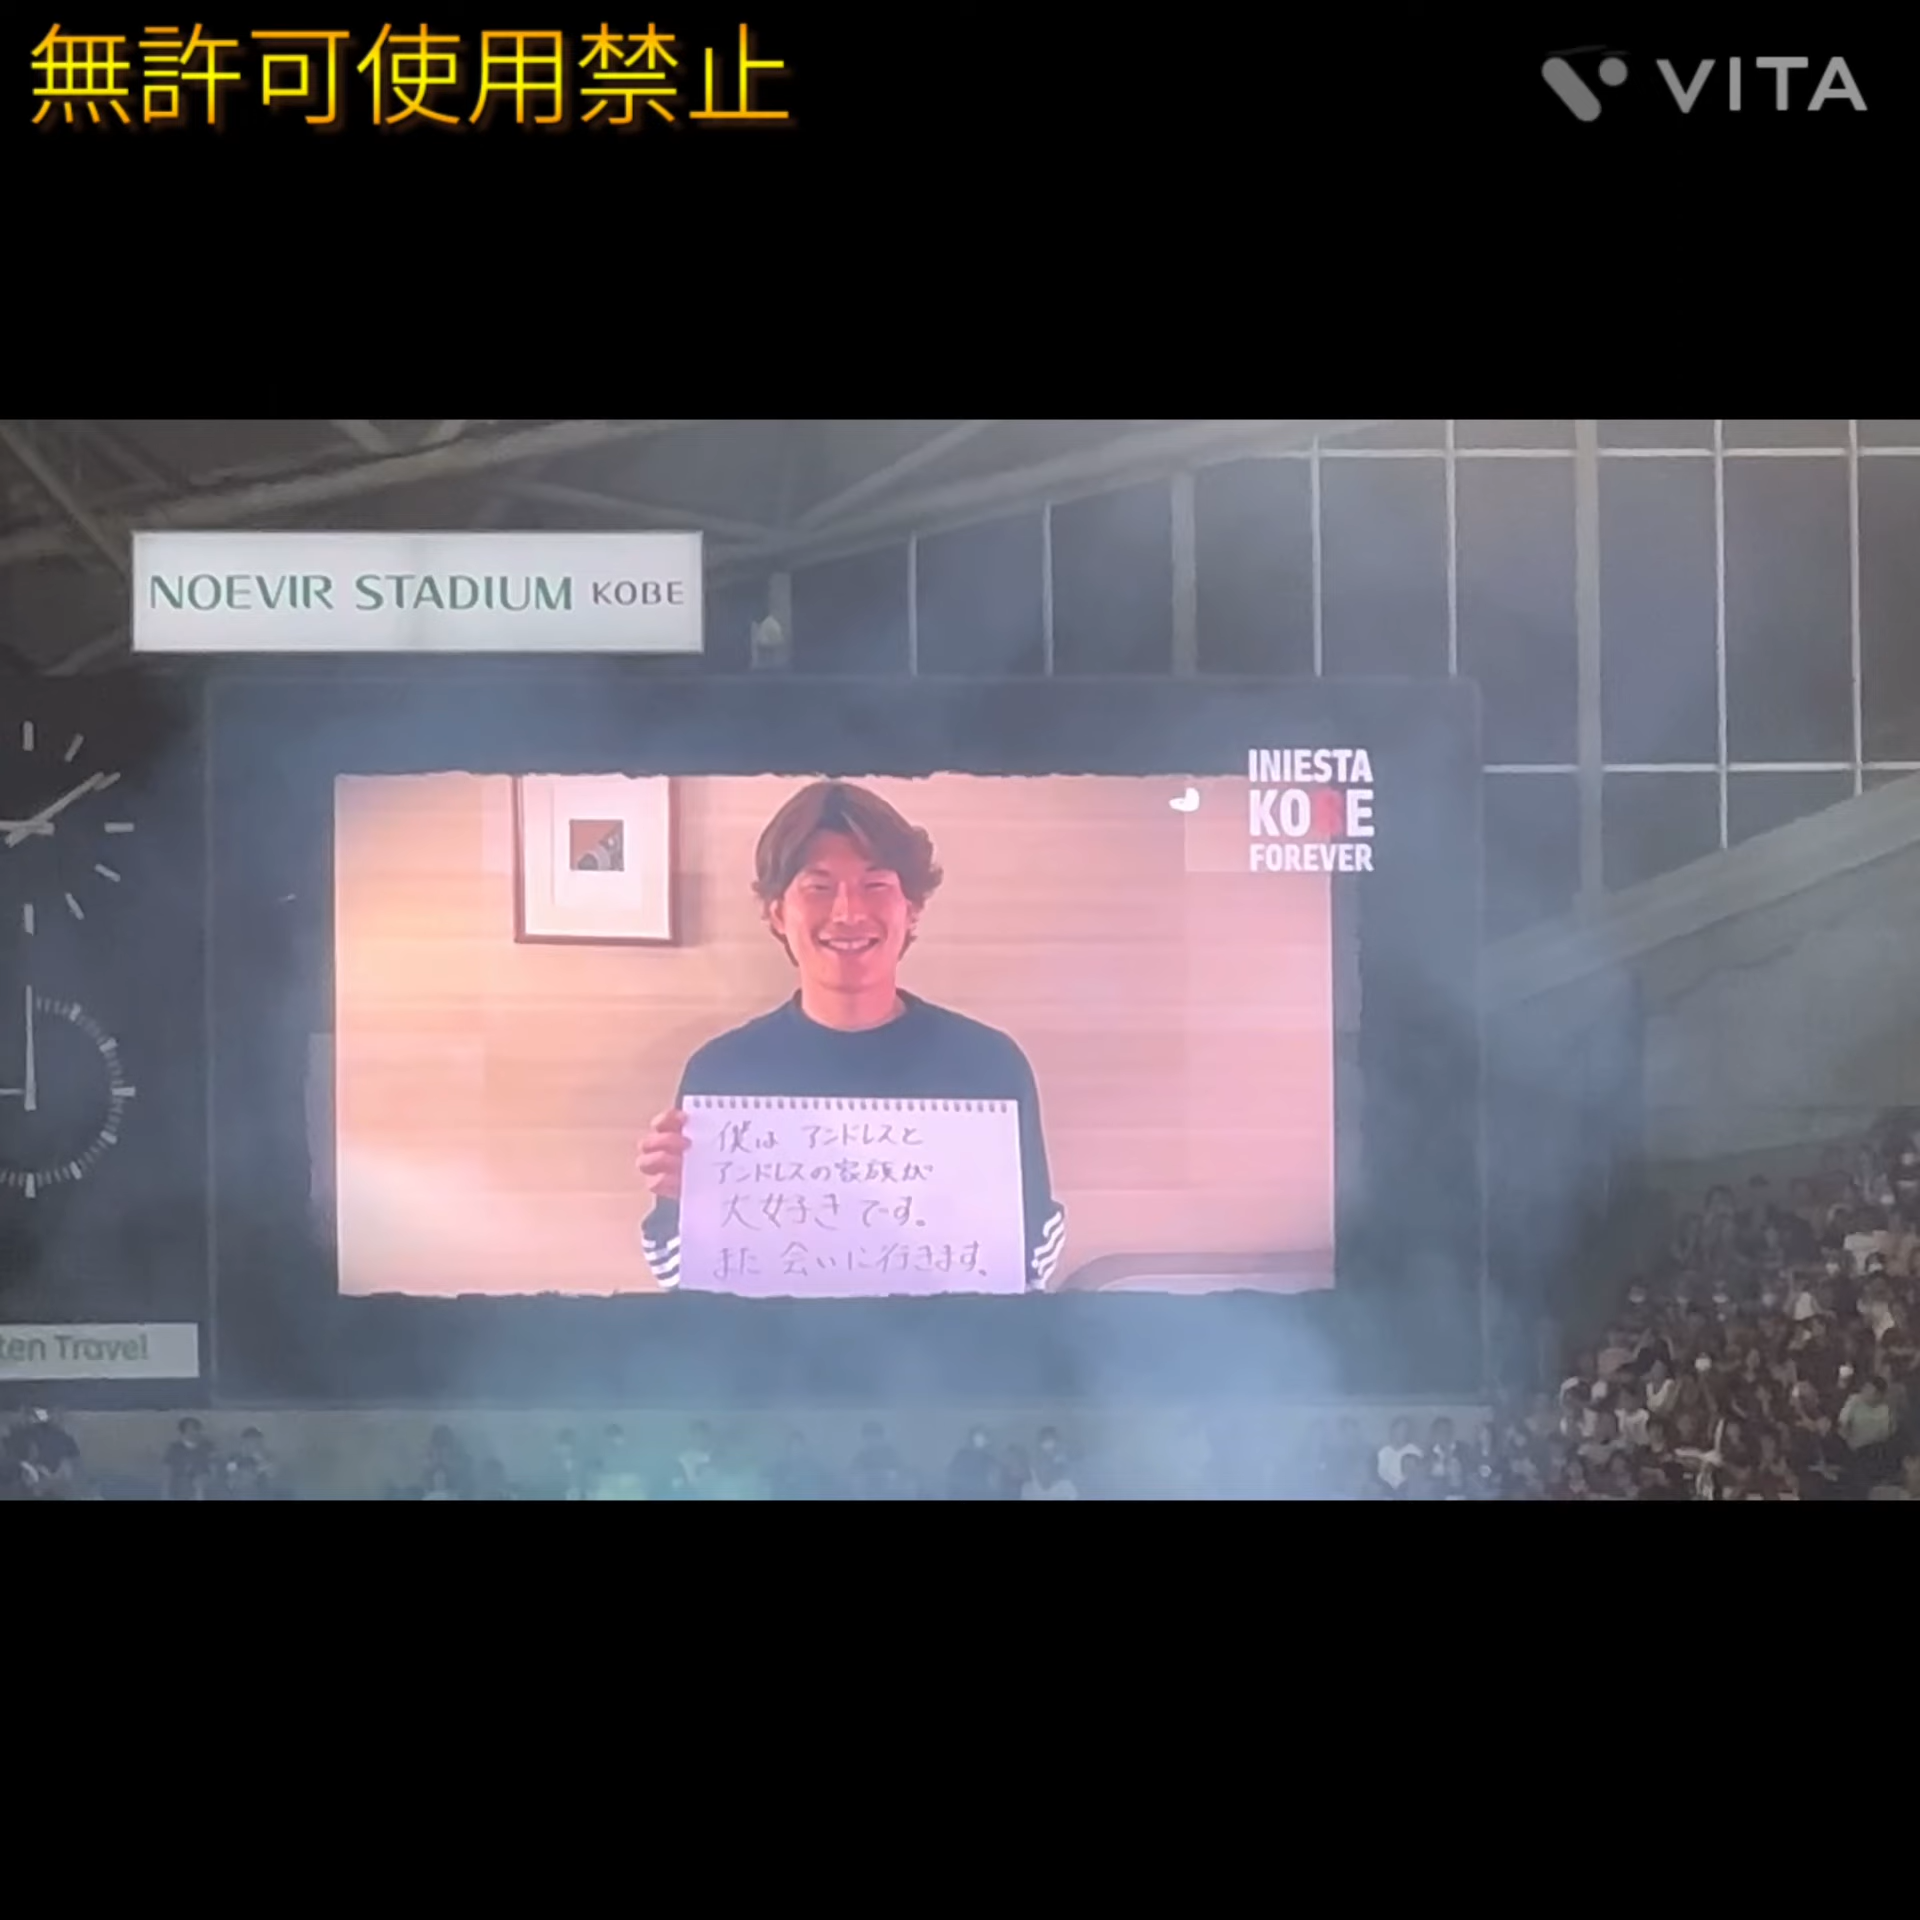 無許可使用禁止
VITA
NOEVIR STADIUM KOBE
INIESTA
KOBE
FOREVER
僕は アンドレスと
アンドレスの家族が
大好きです。
また 会いに行きます。
ten Travel